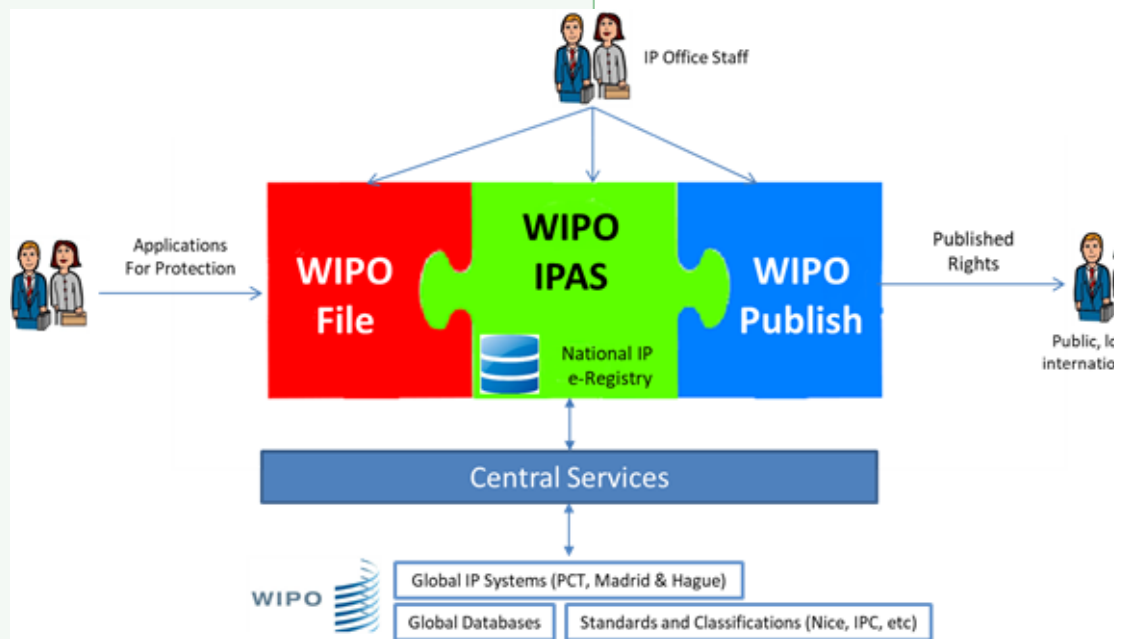 IP Office Staff
Applications
For Protection
WIPO
File
WIPO
IPAS
National IP
e-Registry
WIPO
Publish
Published
Rights
Public,
Central Services
WIPO
Global IP Systems (PCT, Madrid & Hague)
Global Databases
Standards and Classifications (Nice, IPC, etc)